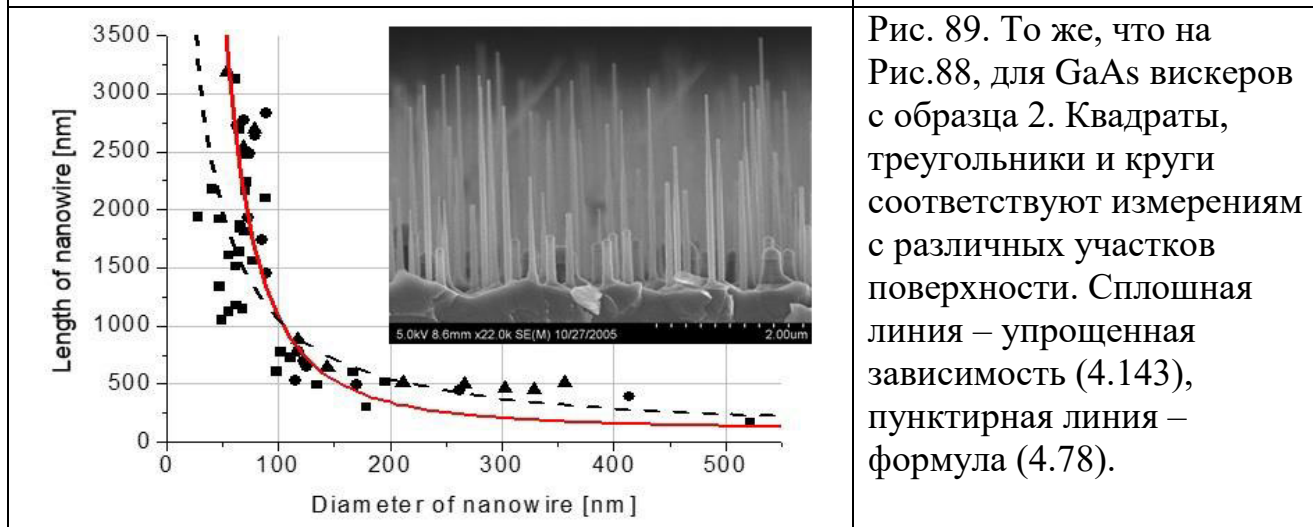 3500
3000
2500
2000
1500
1000
500
0
Length of nanowire [nm]
0 100 200 300 400 500
Diameter of nanowire [nm]
5.0kV 8.6mm x22.0k SE(M) 10/27/2005 2.00um
Рис. 89. То же, что на
Рис.88, для GaAs вискеров
с образца 2. Квадраты,
треугольники и круги
соответствуют измерениям
с различных участков
поверхности. Сплошная
линия – упрощенная
зависимость (4.143),
пунктирная линия –
формула (4.78).